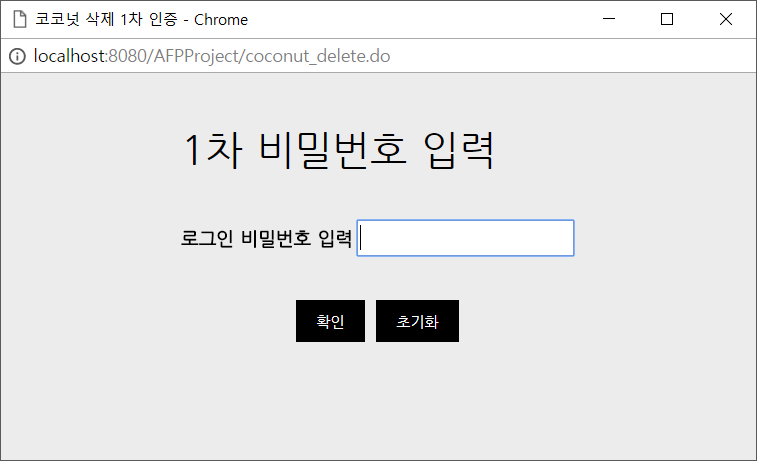 코코넛 삭제 1차 인증 - Chrome
localhost:8080/AFPProject/coconut_delete.do
1차 비밀번호 입력
로그인 비밀번호 입력
확인 초기화